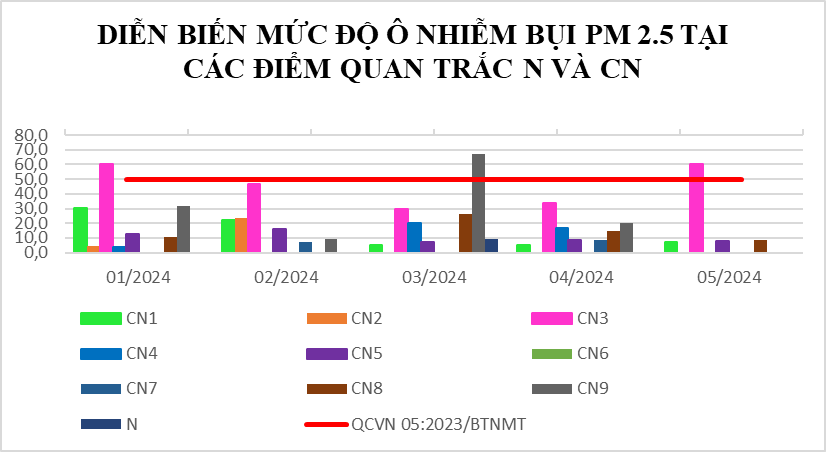 DIỄN BIẾN MỨC ĐỘ Ô NHIỄM BỤI PM 2.5 TẠI
CÁC ĐIỂM QUAN TRẮC N VÀ CN
80,0
70,0
60,0
50,0
40,0
30,0
20,0
10,0
0,0
01/2024 02/2024 03/2024 04/2024 05/2024
CN1 CN2 CN3
CN4 CN5 CN6
CN7 CN8 CN9
N QCVN 05:2023/BTNMT